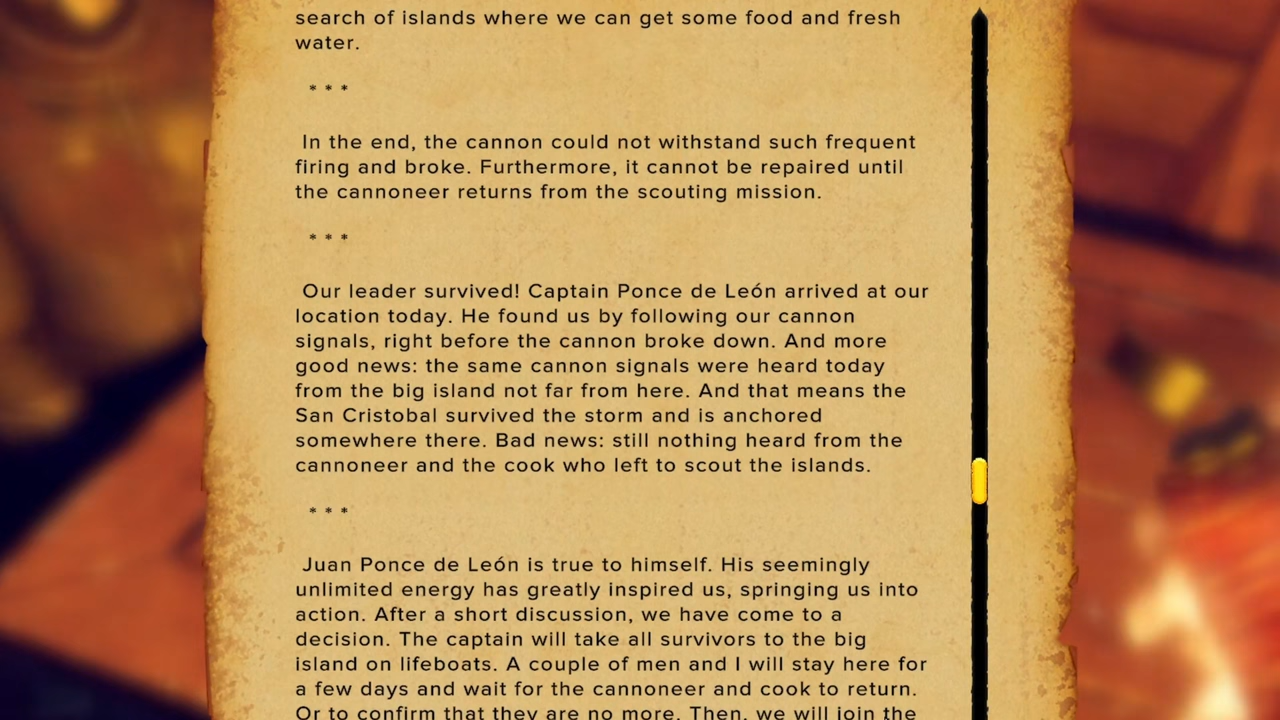 search of islands where we can get some food and fresh
water.
* * *
In the end, the cannon could not withstand such frequent
firing and broke. Furthermore, it cannot be repaired until
the cannoneer returns from the scouting mission.
* * *
Our leader survived! Captain Ponce de León arrived at our
location today. He found us by following our cannon
signals, right before the cannon broke down. And more
good news: the same cannon signals were heard today
from the big island not far from here. And that means the
San Cristobal survived the storm and is anchored
somewhere there. Bad news: still nothing heard from the
cannoneer and the cook who left to scout the islands.
* * *
Juan Ponce de León is true to himself. His seemingly
unlimited energy has greatly inspired us, springing us into
action. After a short discussion, we have come to a
decision. The captain will take all survivors to the big
island on lifeboats. A couple of men and I will stay here for
a few days and wait for the cannoneer and cook to return.
Or to confirm that they are no more. Then, we will join the